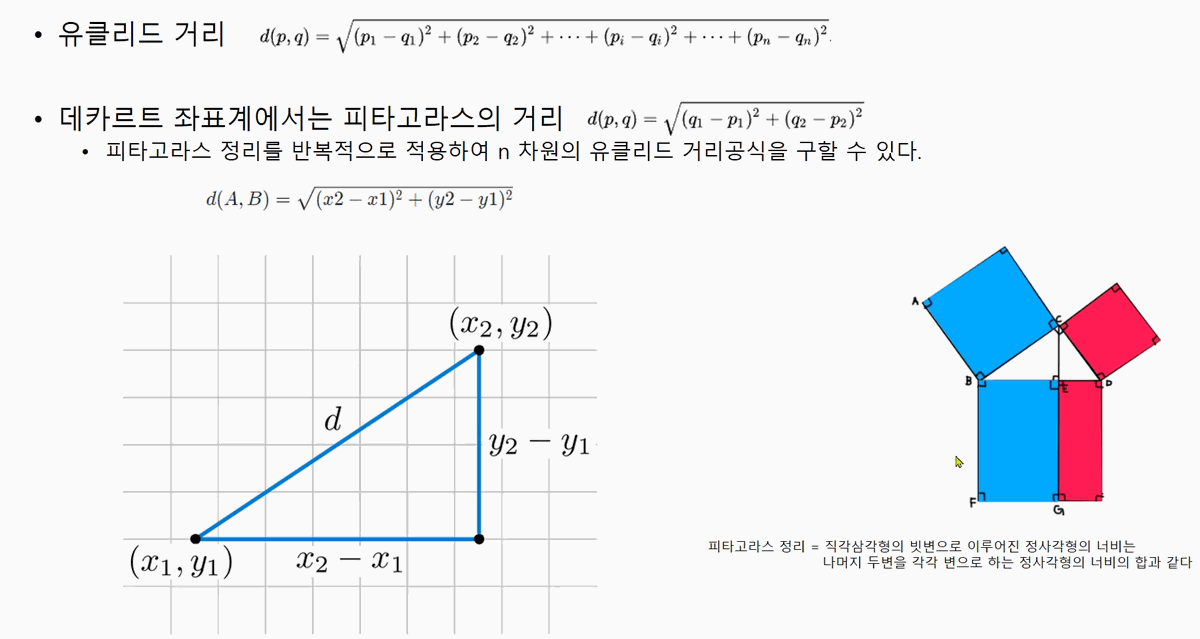 • 유클리드 거리 d(p, q) = √((p₁ − q₁)² + (p₂ − q₂)² + ··· + (pᵢ − qᵢ)² + ··· + (pₙ − qₙ)²).
• 데카르트 좌표계에서는 피타고라스의 거리 d(p, q) = √((q₁ − p₁)² + (q₂ − p₂)²)
• 피타고라스 정리를 반복적으로 적용하여 n 차원의 유클리드 거리공식을 구할 수 있다.
d(A, B) = √((x2 − x1)² + (y2 − y1)²)
(x₂, y₂)
d
y₂ − y₁
(x₁, y₁)
x₂ − x₁
A
C
B
E
D
F
G
피타고라스 정리 = 직각삼각형의 빗변으로 이루어진 정사각형의 너비는
나머지 두변을 각각 변으로 하는 정사각형의 너비의 합과 같다